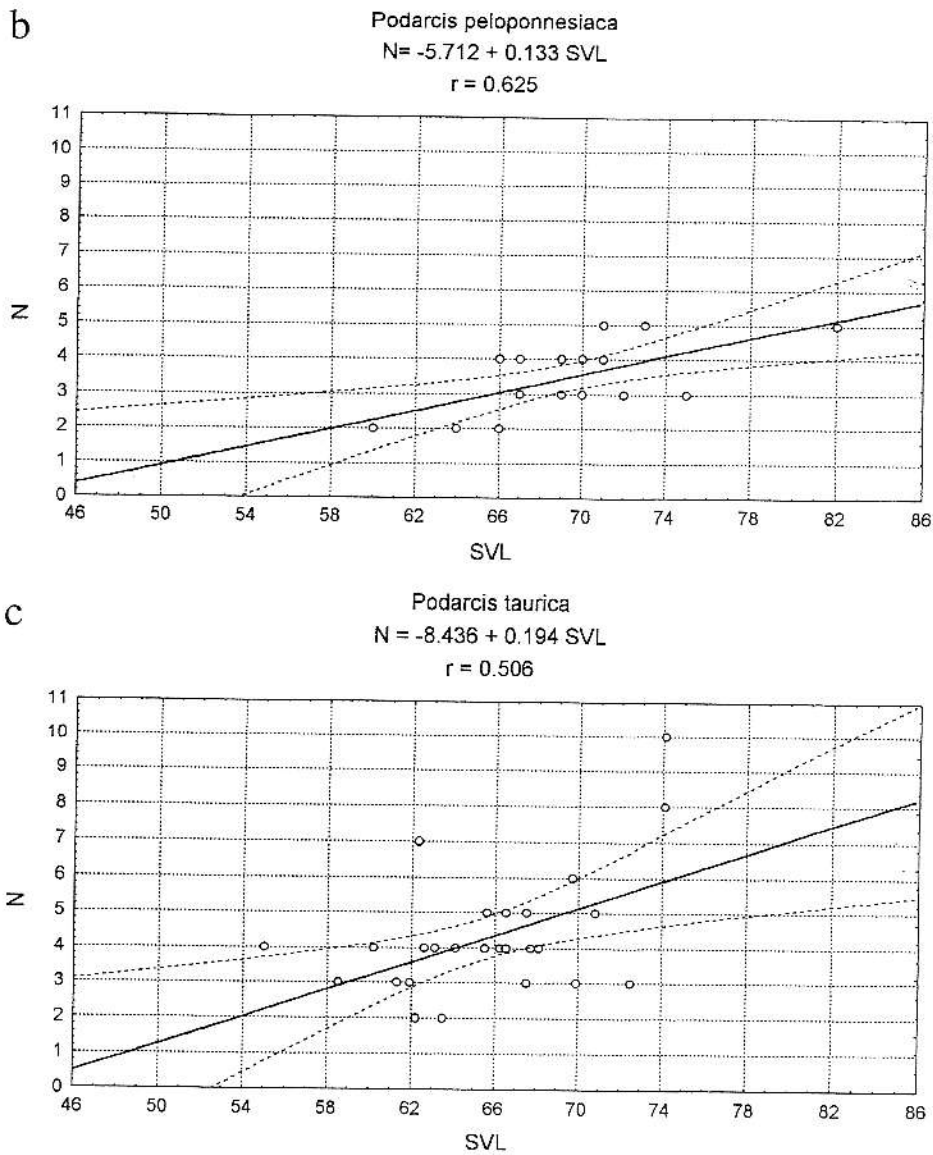 b
Podarcis peloponnesiaca
N= -5.712 + 0.133 SVL
r = 0.625
11
10
9
8
7
6
5
4
3
2
1
0
N
46 50 54 58 62 66 70 74 78 82 86
SVL
c
Podarcis taurica
N = -8.436 + 0.194 SVL
r = 0.506
11
10
9
8
7
6
5
4
3
2
1
0
N
46 50 54 58 62 66 70 74 78 82 86
SVL